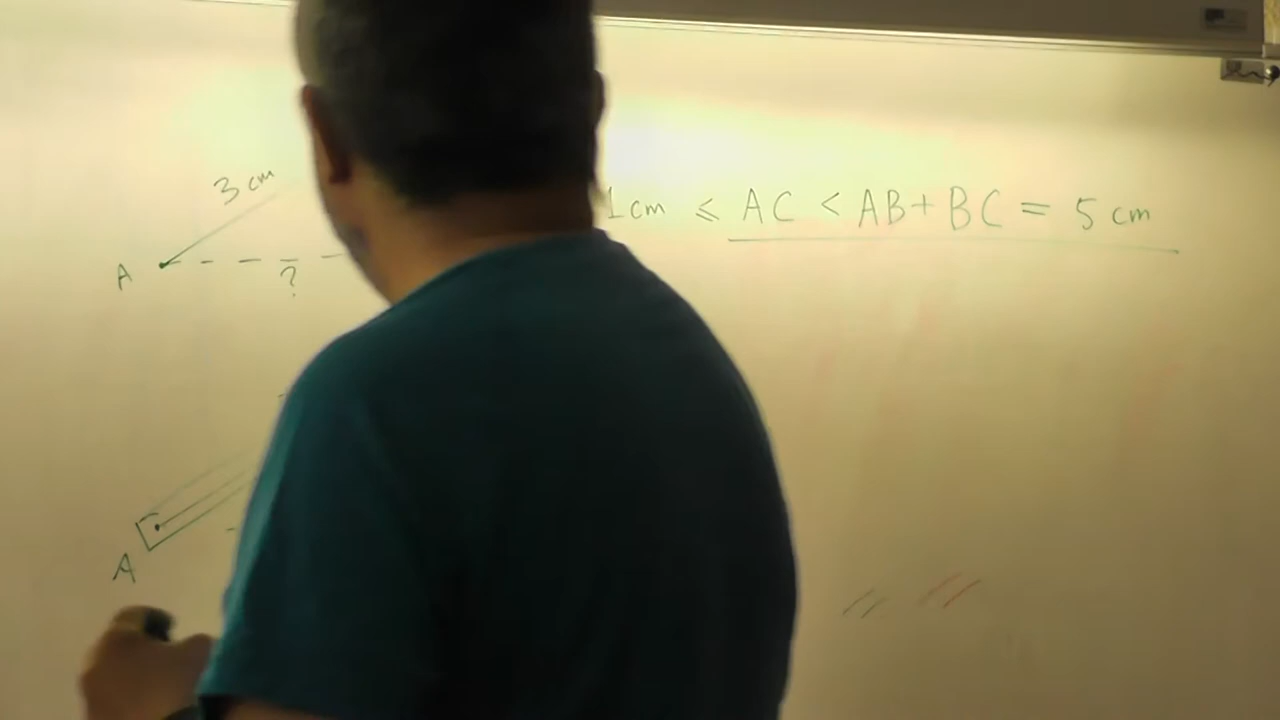 3 cm
1cm ≤ AC < AB + BC = 5 cm
A
?
A